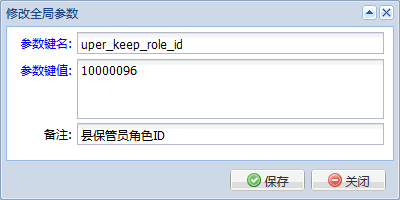 修改全局参数
参数键名: uper_keep_role_id
参数键值: 10000096
备注: 县保管员角色ID
保存 关闭